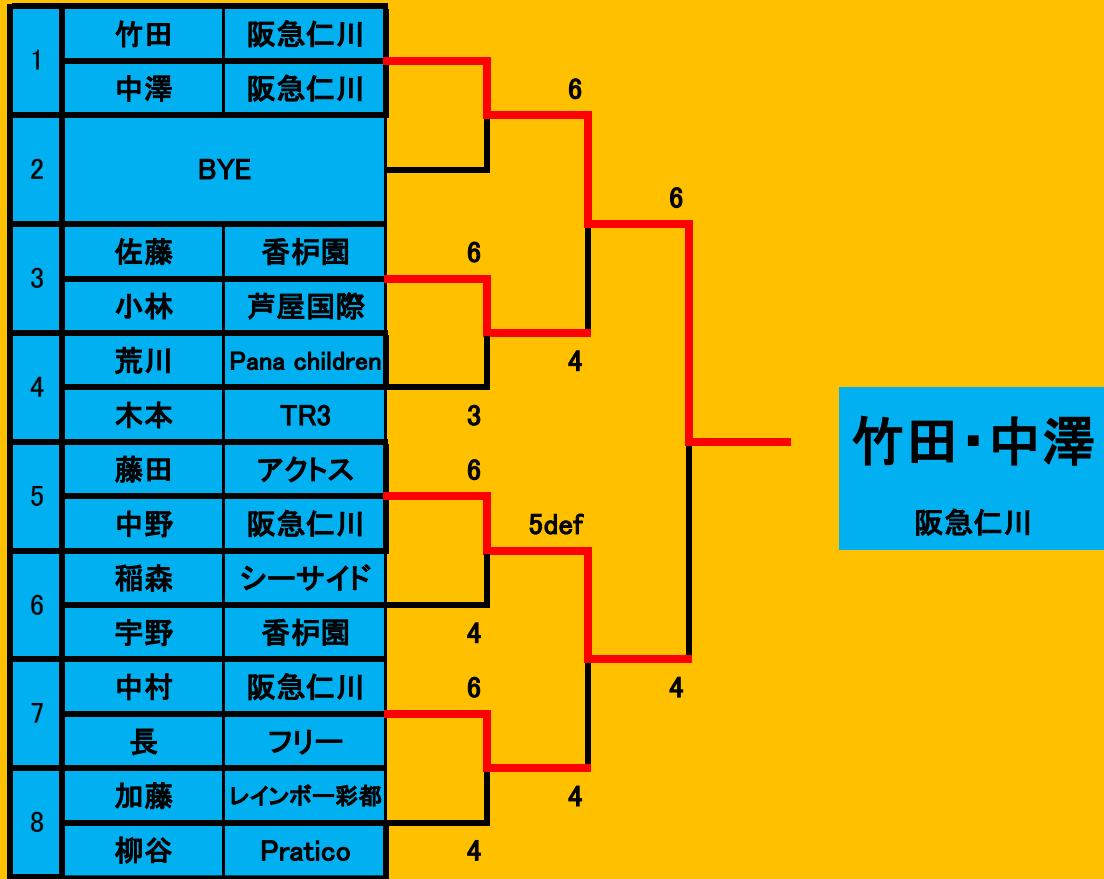 1 竹田 阪急仁川
中澤 阪急仁川
6
2 BYE
6
3 佐藤 香枦園
6
小林 芦屋国際
4 荒川 Pana children
4
木本 TR3
3
竹田・中澤
阪急仁川
5 藤田 アクトス
6
中野 阪急仁川
5def
6 稲森 シーサイド
宇野 香枦園
4
7 中村 阪急仁川
6
4
長 フリー
8 加藤 レインボー彩都
4
柳谷 Pratico
4